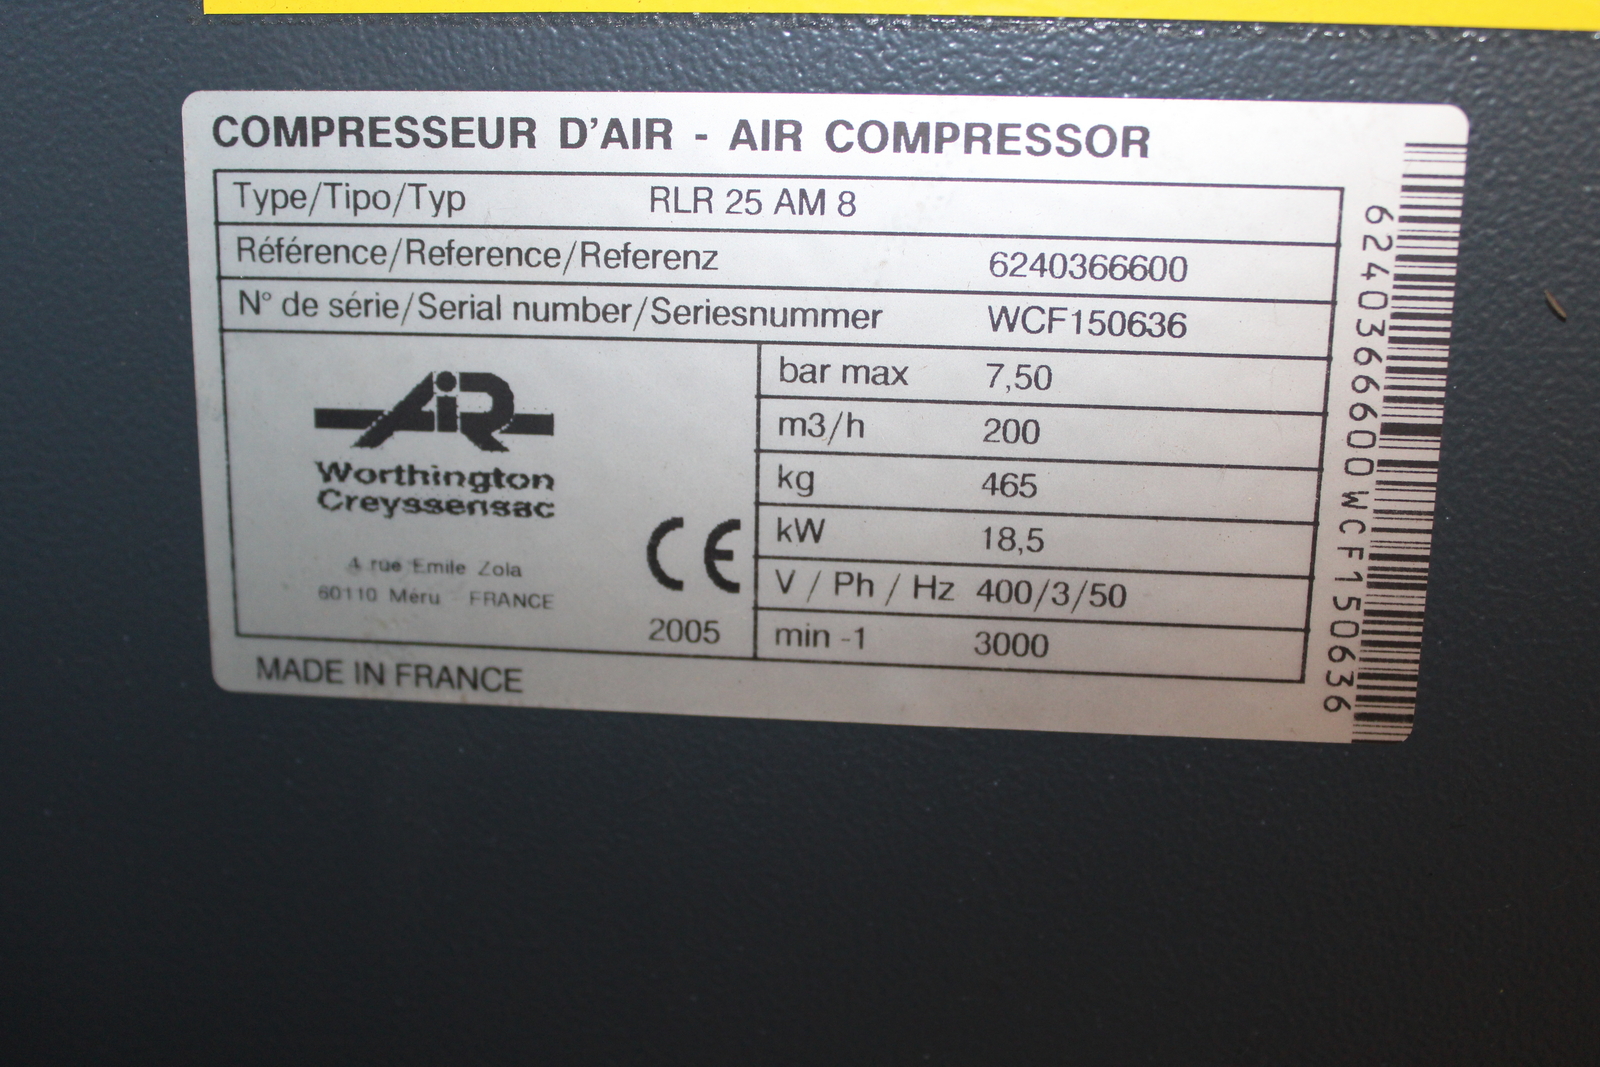 COMPRESSEUR D'AIR - AIR COMPRESSOR
Type/Tipo/Typ RLR 25 AM 8
Référence/Reference/Referenz 6240366600
N° de série/Serial number/Seriesnummer WCF150636
AiR
Worthington
Creyssensac
4 rue Emile Zola
60110 Méru FRANCE
CE
2005
bar max 7,50
m3/h 200
kg 465
kW 18,5
V / Ph / Hz 400/3/50
min -1 3000
MADE IN FRANCE
6240366600WCF150636